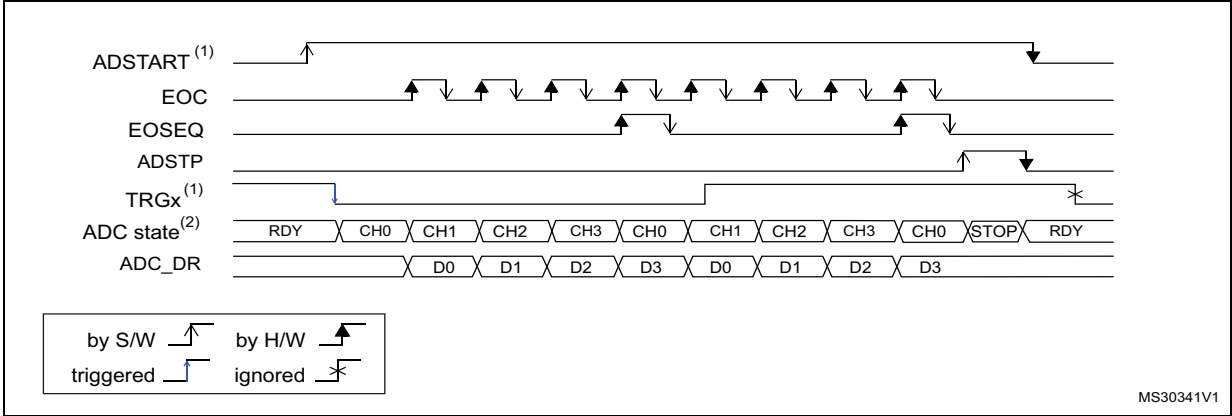 ADSTART (1)
EOC
EOSEQ
ADSTP
TRGx (1)
ADC state (2) RDY CH0 CH1 CH2 CH3 CH0 CH1 CH2 CH3 CH0 STOP RDY
ADC_DR D0 D1 D2 D3 D0 D1 D2 D3
by S/W by H/W
triggered ignored
MS30341V1